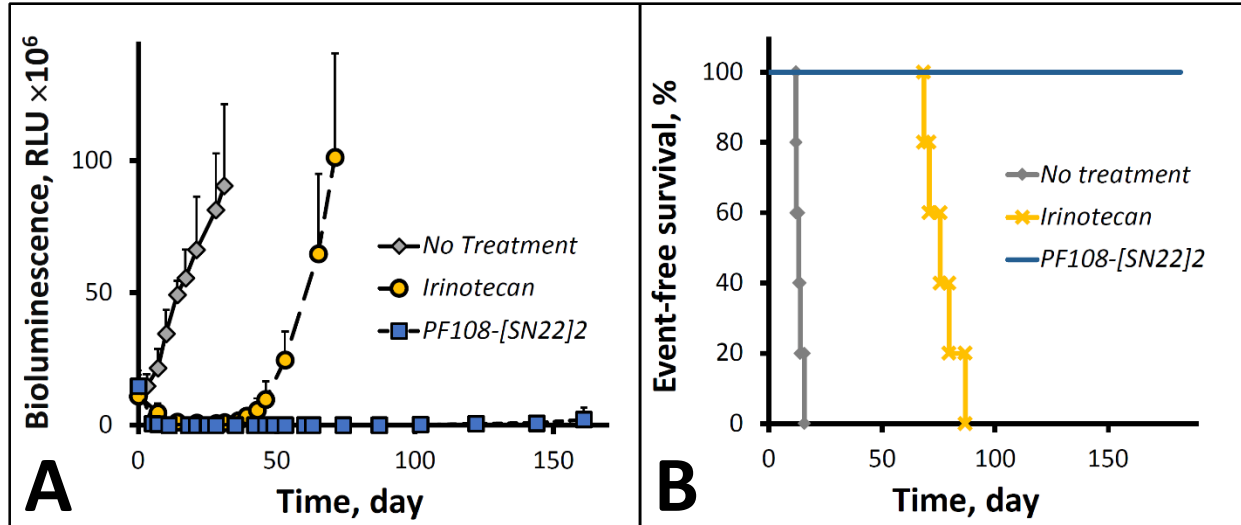 Bioluminescence, RLU ×10⁶
100
50
0
No Treatment
Irinotecan
PF108-[SN22]2
0 50 100 150
Time, day
A
Event-free survival, %
100
80
60
40
20
0
No treatment
Irinotecan
PF108-[SN22]2
0 50 100 150
Time, day
B